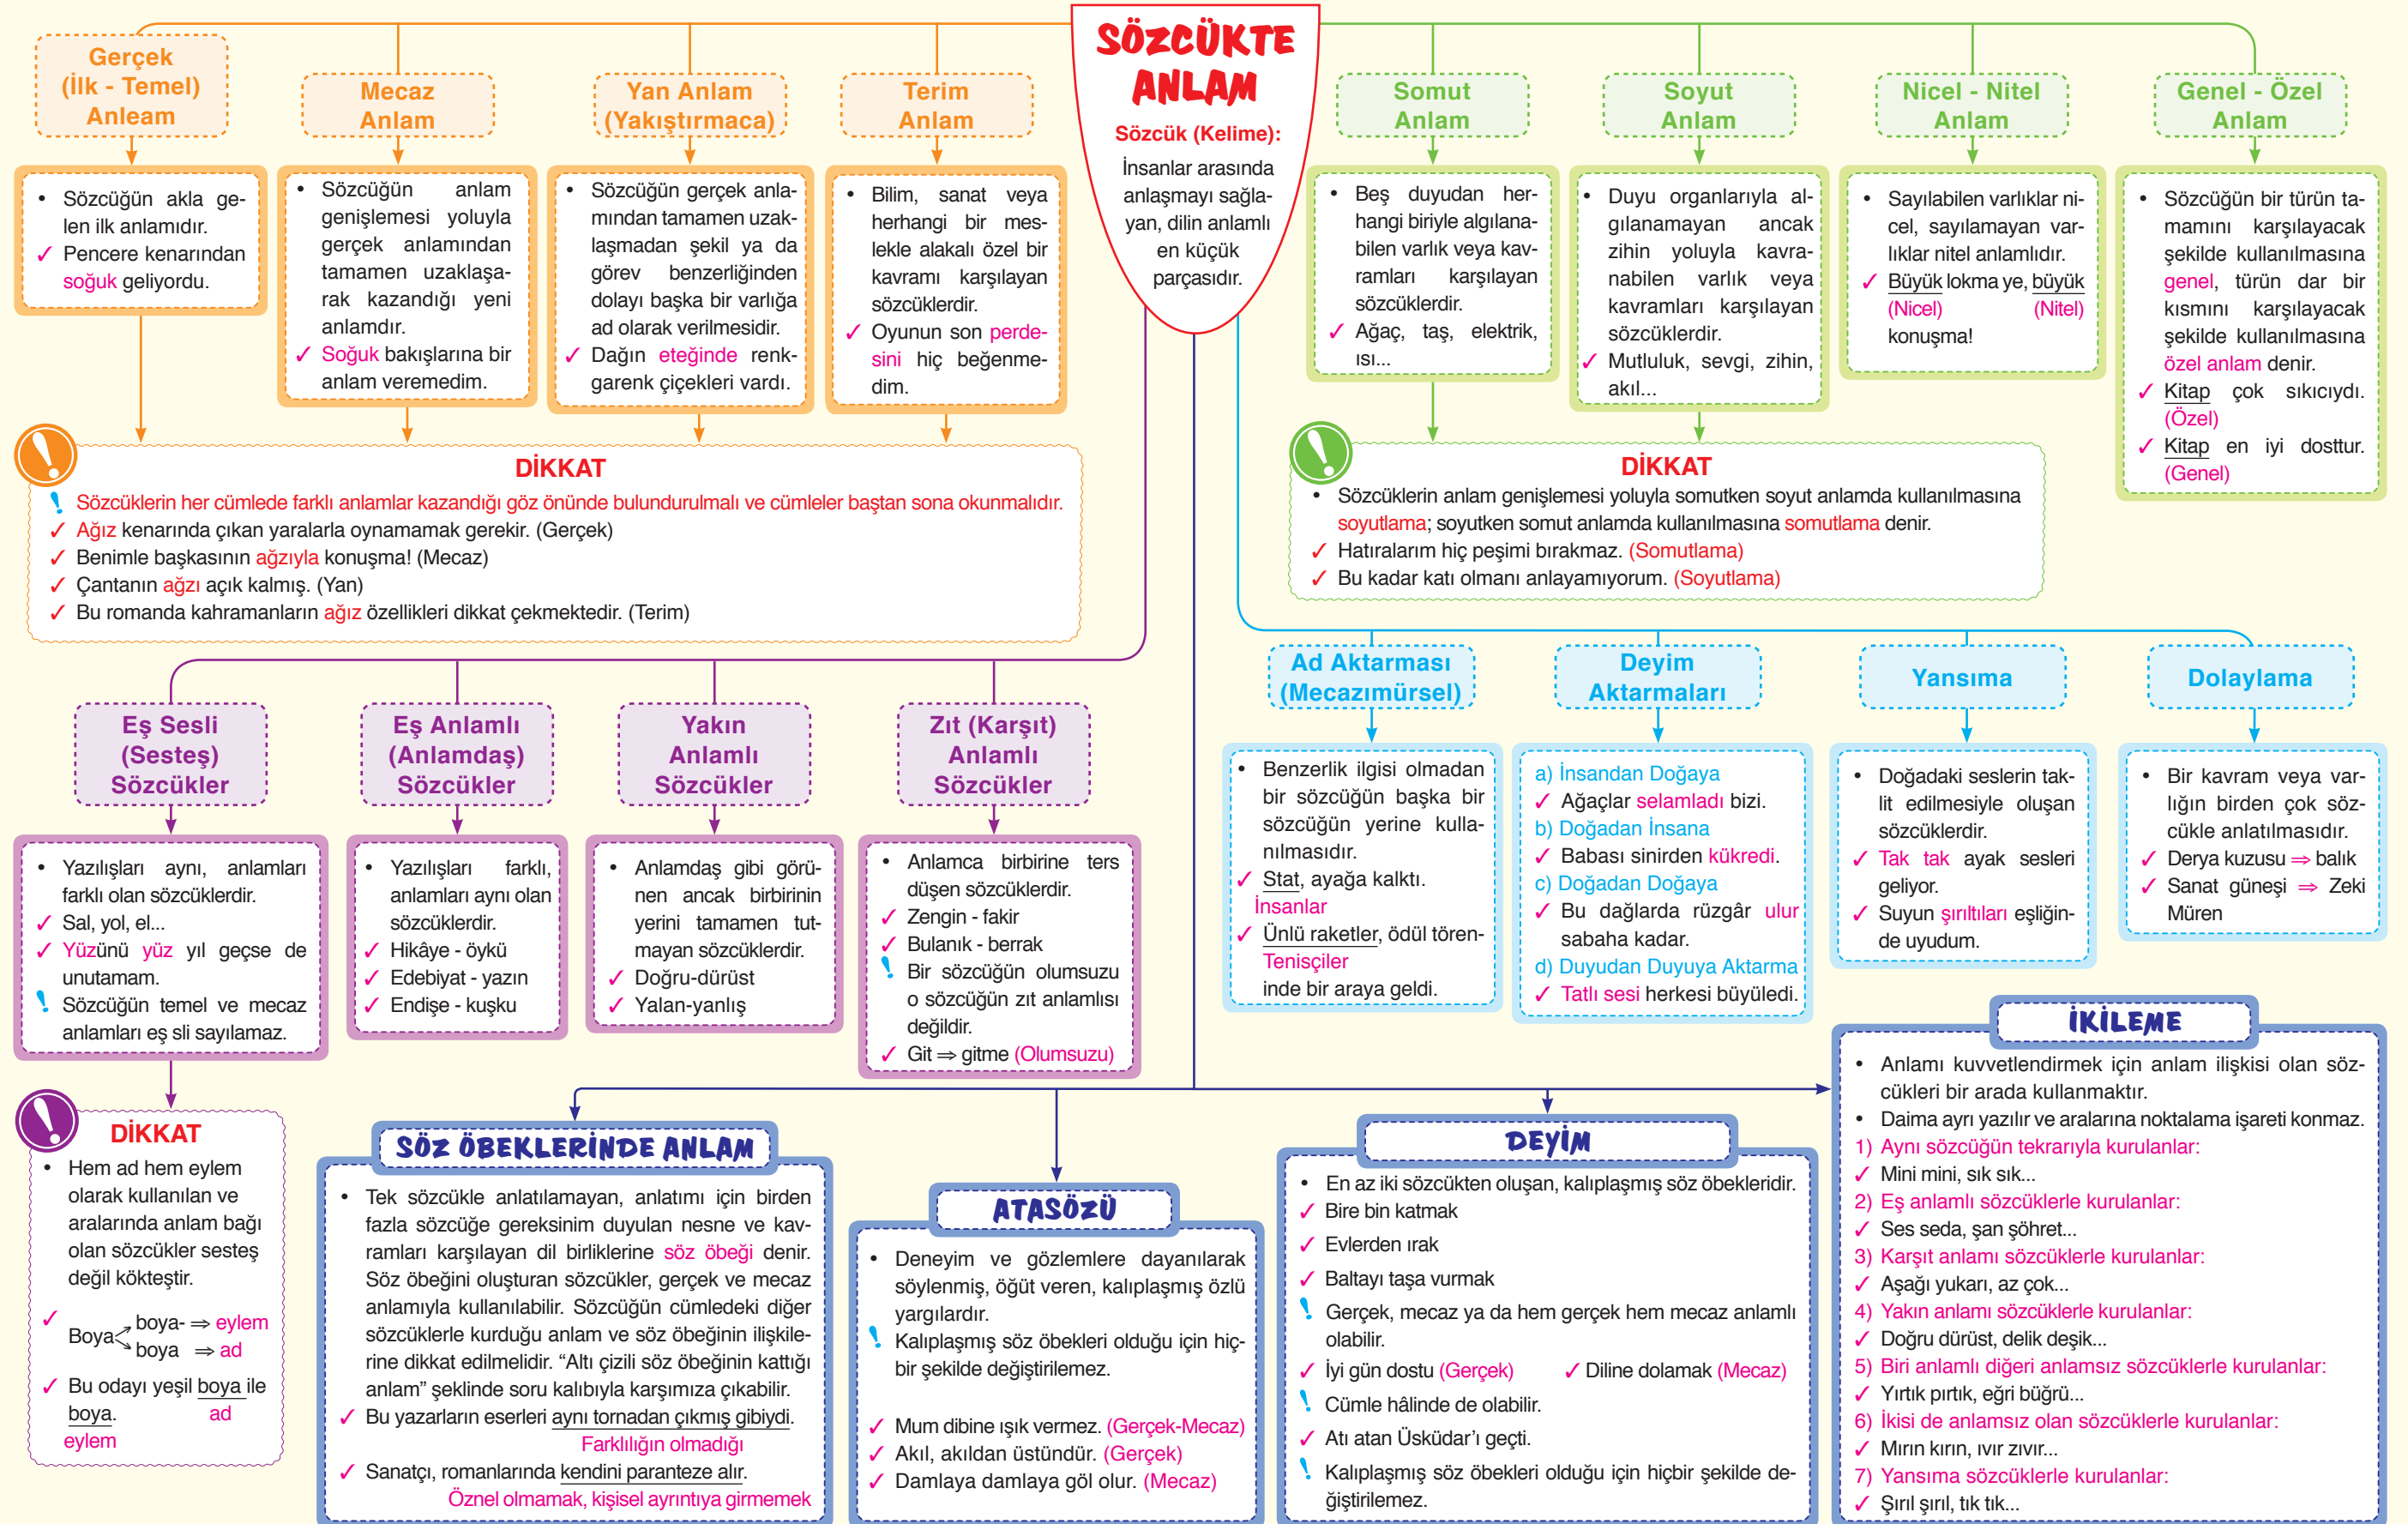 SÖZCÜKTE
ANLAM
Sözcük (Kelime):
İnsanlar arasında
anlaşmayı sağla-
yan, dilin anlamlı
en küçük
parçasıdır.
Gerçek
(İlk - Temel)
Anleam
• Sözcüğün akla ge-
len ilk anlamıdır.
✓ Pencere kenarından
soğuk geliyordu.
Mecaz
Anlam
• Sözcüğün anlam
genişlemesi yoluyla
gerçek anlamından
tamamen uzaklaşa-
rak kazandığı yeni
anlamdır.
✓ Soğuk bakışlarına bir
anlam veremedim.
Yan Anlam
(Yakıştırmaca)
• Sözcüğün gerçek anla-
mından tamamen uzak-
laşmadan şekil ya da
görev benzerliğinden
dolayı başka bir varlığa
ad olarak verilmesidir.
✓ Dağın eteğinde renk-
garenk çiçekleri vardı.
Terim
Anlam
• Bilim, sanat veya
herhangi bir mes-
lekle alakalı özel bir
kavramı karşılayan
sözcüklerdir.
✓ Oyunun son perde-
sini hiç beğenme-
dim.
Somut
Anlam
• Beş duyudan her-
hangi biriyle algılana-
bilen varlık veya kav-
ramları karşılayan
sözcüklerdir.
✓ Ağaç, taş, elektrik,
ısı...
Soyut
Anlam
• Duyu organlarıyla al-
gılanamayan ancak
zihin yoluyla kavra-
nabilen varlık veya
kavramları karşılayan
sözcüklerdir.
✓ Mutluluk, sevgi, zihin,
akıl...
Nicel - Nitel
Anlam
• Sayılabilen varlıklar ni-
cel, sayılamayan var-
lıklar nitel anlamlıdır.
✓ Büyük lokma ye, büyük
(Nicel) (Nitel)
konuşma!
Genel - Özel
Anlam
• Sözcüğün bir türün ta-
mamını karşılayacak
şekilde kullanılmasına
genel, türün dar bir
kısmını karşılayacak
şekilde kullanılmasına
özel anlam denir.
✓ Kitap çok sıkıcıydı.
(Özel)
✓ Kitap en iyi dosttur.
(Genel)
!
DİKKAT
! Sözcüklerin her cümlede farklı anlamlar kazandığı göz önünde bulundurulmalı ve cümleler baştan sona okunmalıdır.
✓ Ağız kenarında çıkan yaralarla oynamamak gerekir. (Gerçek)
✓ Benimle başkasının ağzıyla konuşma! (Mecaz)
✓ Çantanın ağzı açık kalmış. (Yan)
✓ Bu romanda kahramanların ağız özellikleri dikkat çekmektedir. (Terim)
!
DİKKAT
• Sözcüklerin anlam genişlemesi yoluyla somutken soyut anlamda kullanılmasına
soyutlama; soyutken somut anlamda kullanılmasına somutlama denir.
✓ Hatıralarım hiç peşimi bırakmaz. (Somutlama)
✓ Bu kadar katı olmanı anlayamıyorum. (Soyutlama)
Eş Sesli
(Sesteş)
Sözcükler
• Yazılışları aynı, anlamları
farklı olan sözcüklerdir.
✓ Sal, yol, el...
✓ Yüzünü yüz yıl geçse de
unutamam.
! Sözcüğün temel ve mecaz
anlamları eş sli sayılamaz.
Eş Anlamlı
(Anlamdaş)
Sözcükler
• Yazılışları farklı,
anlamları aynı olan
sözcüklerdir.
✓ Hikâye - öykü
✓ Edebiyat - yazın
✓ Endişe - kuşku
Yakın
Anlamlı
Sözcükler
• Anlamdaş gibi görü-
nen ancak birbirinin
yerini tamamen tut-
mayan sözcüklerdir.
✓ Doğru-dürüst
✓ Yalan-yanlış
Zıt (Karşıt)
Anlamlı
Sözcükler
• Anlamca birbirine ters
düşen sözcüklerdir.
✓ Zengin - fakir
✓ Bulanık - berrak
! Bir sözcüğün olumsuzu
o sözcüğün zıt anlamlısı
değildir.
✓ Git ⇒ gitme (Olumsuzu)
Ad Aktarması
(Mecazımürsel)
• Benzerlik ilgisi olmadan
bir sözcüğün başka bir
sözcüğün yerine kulla-
nılmasıdır.
✓ Stat, ayağa kalktı.
İnsanlar
✓ Ünlü raketler, ödül tören-
Tenisçiler
inde bir araya geldi.
Deyim
Aktarmaları
a) İnsandan Doğaya
✓ Ağaçlar selamladı bizi.
b) Doğadan İnsana
✓ Babası sinirden kükredi.
c) Doğadan Doğaya
✓ Bu dağlarda rüzgâr ulur
sabaha kadar.
d) Duyudan Duyuya Aktarma
✓ Tatlı sesi herkesi büyüledi.
Yansıma
• Doğadaki seslerin tak-
lit edilmesiyle oluşan
sözcüklerdir.
✓ Tak tak ayak sesleri
geliyor.
✓ Suyun şırıltıları eşliğin-
de uyudum.
Dolaylama
• Bir kavram veya var-
lığın birden çok söz-
cükle anlatılmasıdır.
✓ Derya kuzusu ⇒ balık
✓ Sanat güneşi ⇒ Zeki
Müren
!
DİKKAT
• Hem ad hem eylem
olarak kullanılan ve
aralarında anlam bağı
olan sözcükler sesteş
değil kökteştir.
✓ Boya
boya- ⇒ eylem
boya ⇒ ad
✓ Bu odayı yeşil boya ile
boya. ad
eylem
SÖZ ÖBEKLERİNDE ANLAM
• Tek sözcükle anlatılamayan, anlatımı için birden
fazla sözcüğe gereksinim duyulan nesne ve kav-
ramları karşılayan dil birliklerine söz öbeği denir.
Söz öbeğini oluşturan sözcükler, gerçek ve mecaz
anlamıyla kullanılabilir. Sözcüğün cümledeki diğer
sözcüklerle kurduğu anlam ve söz öbeğinin ilişkile-
rine dikkat edilmelidir. “Altı çizili söz öbeğinin kattığı
anlam” şeklinde soru kalıbıyla karşımıza çıkabilir.
✓ Bu yazarların eserleri aynı tornadan çıkmış gibiydi.
Farklılığın olmadığı
✓ Sanatçı, romanlarında kendini paranteze alır.
Öznel olmamak, kişisel ayrıntıya girmemek
ATASÖZÜ
• Deneyim ve gözlemlere dayanılarak
söylenmiş, öğüt veren, kalıplaşmış özlü
yargılardır.
! Kalıplaşmış söz öbekleri olduğu için hiç-
bir şekilde değiştirilemez.
✓ Mum dibine ışık vermez. (Gerçek-Mecaz)
✓ Akıl, akıldan üstündür. (Gerçek)
✓ Damlaya damlaya göl olur. (Mecaz)
DEYİM
• En az iki sözcükten oluşan, kalıplaşmış söz öbekleridir.
✓ Bire bin katmak
✓ Evlerden ırak
✓ Baltayı taşa vurmak
! Gerçek, mecaz ya da hem gerçek hem mecaz anlamlı
olabilir.
✓ İyi gün dostu (Gerçek) ✓ Diline dolamak (Mecaz)
! Cümle hâlinde de olabilir.
✓ Atı atan Üsküdar’ı geçti.
! Kalıplaşmış söz öbekleri olduğu için hiçbir şekilde de-
ğiştirilemez.
İKİLEME
• Anlamı kuvvetlendirmek için anlam ilişkisi olan söz-
cükleri bir arada kullanmaktır.
• Daima ayrı yazılır ve aralarına noktalama işareti konmaz.
1) Aynı sözcüğün tekrarıyla kurulanlar:
✓ Mini mini, sık sık...
2) Eş anlamlı sözcüklerle kurulanlar:
✓ Ses seda, şan şöhret...
3) Karşıt anlamı sözcüklerle kurulanlar:
✓ Aşağı yukarı, az çok...
4) Yakın anlamı sözcüklerle kurulanlar:
✓ Doğru dürüst, delik deşik...
5) Biri anlamlı diğeri anlamsız sözcüklerle kurulanlar:
✓ Yırtık pırtık, eğri büğrü...
6) İkisi de anlamsız olan sözcüklerle kurulanlar:
✓ Mırın kırın, ıvır zıvır...
7) Yansıma sözcüklerle kurulanlar:
✓ Şırıl şırıl, tık tık...